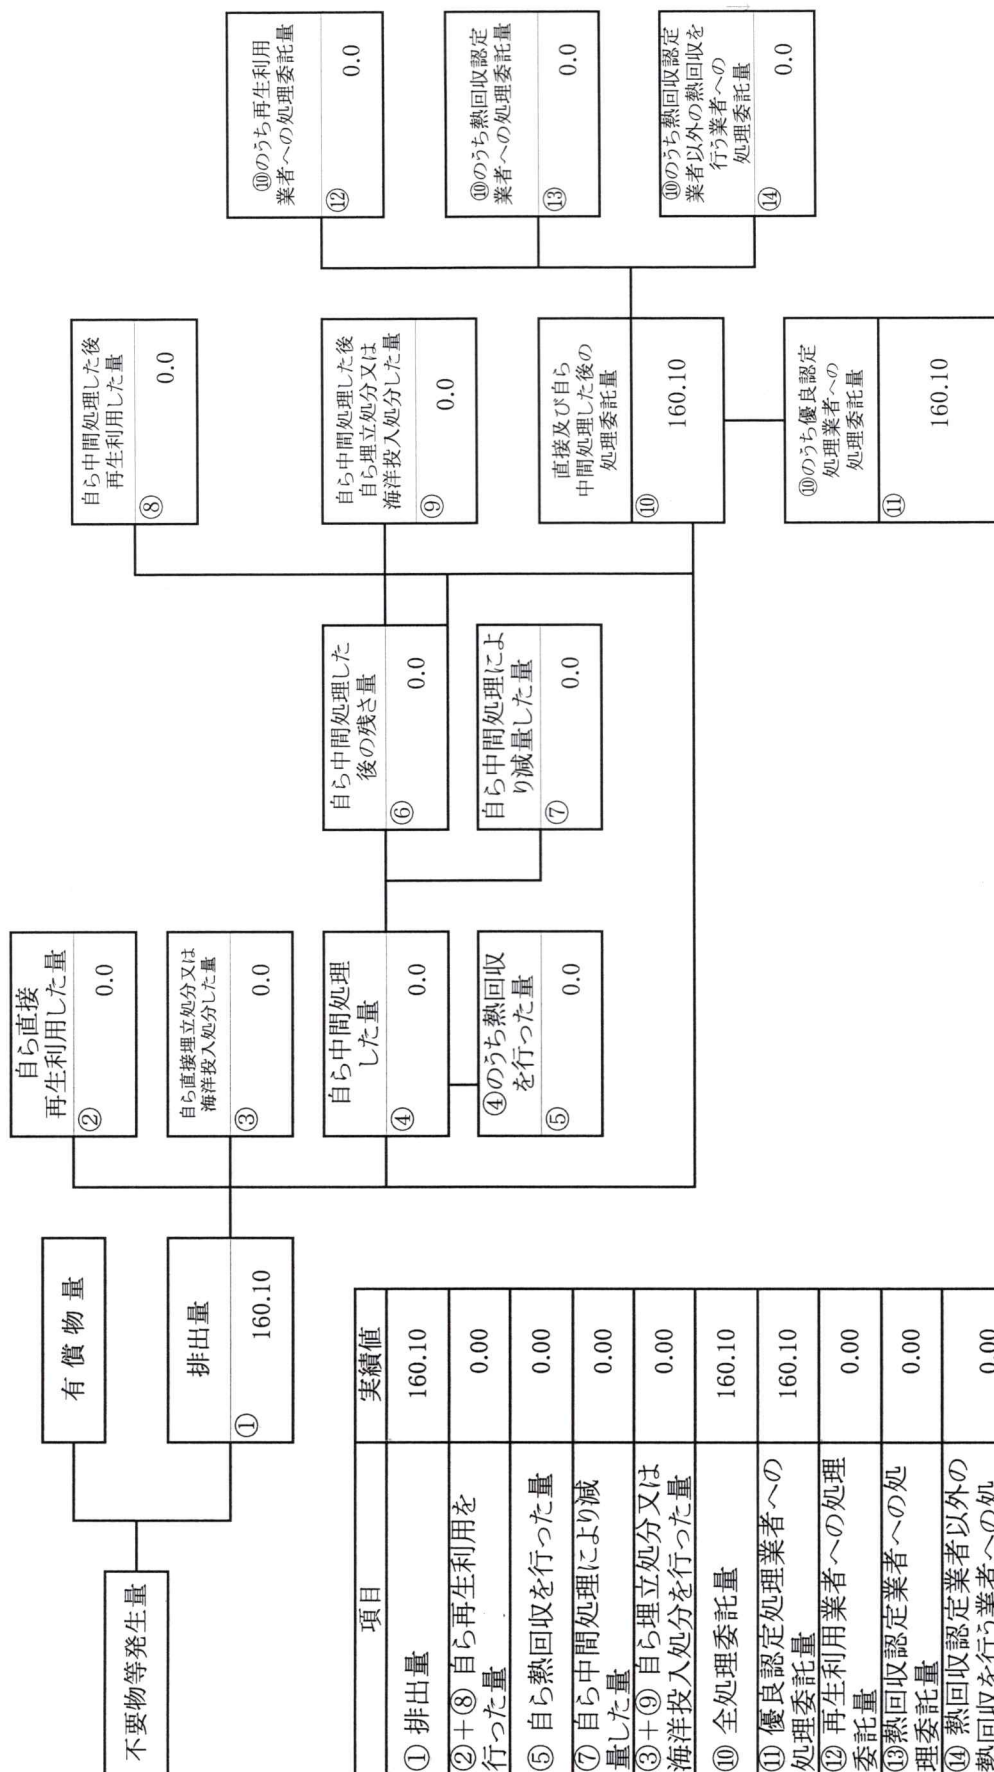 不要物等発生量
有償物量
排出量
①
160.10
自ら直接
再生利用した量
②
0.0
自ら直接埋立処分又は
海洋投入処分した量
③
0.0
自ら中間処理
した量
④
0.0
④のうち熱回収
を行った量
⑤
0.0
自ら中間処理した
後の残さ量
⑥
0.0
自ら中間処理によ
り減量した量
⑦
0.0
自ら中間処理した後
再生利用した量
⑧
0.0
自ら中間処理した後
自ら埋立処分又は
海洋投入処分した量
⑨
0.0
直接及び自ら
中間処理した後の
処理委託量
⑩
160.10
⑩のうち優良認定
処理業者への
処理委託量
⑪
160.10
⑩のうち再生利用
業者への処理委託量
⑫
0.0
⑩のうち熱回収認定
業者への処理委託量
⑬
0.0
⑩のうち熱回収認定
業者以外の熱回収を
行う業者への
処理委託量
⑭
0.0
項目
実績値
①排出量
160.10
②+⑧ 自ら再生利用を
行った量
0.00
⑤ 自ら熱回収を行った量
0.00
⑦ 自ら中間処理により減
量した量
0.00
③+⑨ 自ら埋立処分又は
海洋投入処分を行った量
0.00
⑩ 全処理委託量
160.10
⑪ 優良認定処理業者への
処理委託量
160.10
⑫ 再生利用業者への処理
委託量
0.00
⑬熱回収認定業者への処
理委託量
0.00
⑭ 熱回収認定業者以外の
熱回収を行う業者への処
0.00